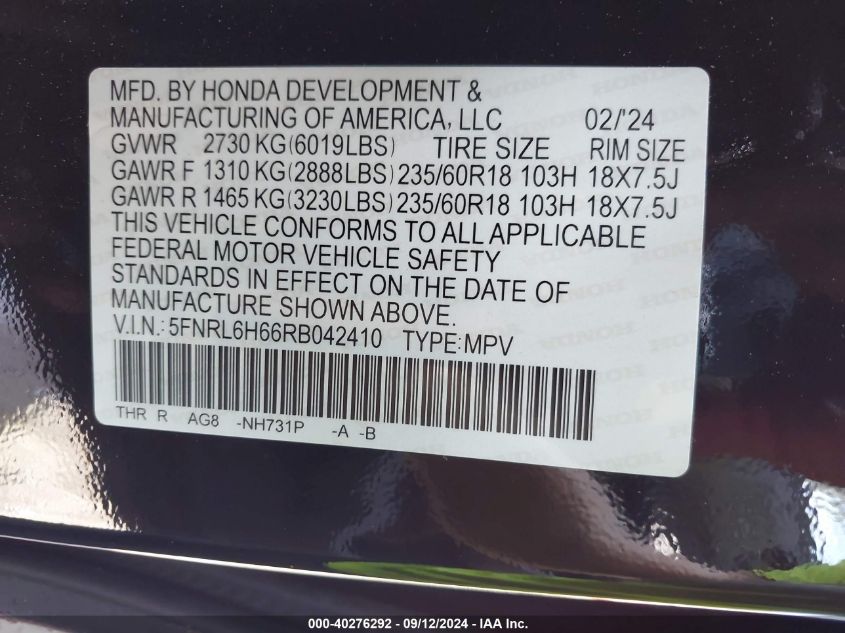 MFD. BY HONDA DEVELOPMENT &
MANUFACTURING OF AMERICA, LLC 02/'24
GVWR 2730 KG(6019LBS) TIRE SIZE RIM SIZE
GAWR F 1310 KG(2888LBS) 235/60R18 103H 18X7.5J
GAWR R 1465 KG(3230LBS) 235/60R18 103H 18X7.5J
THIS VEHICLE CONFORMS TO ALL APPLICABLE
FEDERAL MOTOR VEHICLE SAFETY
STANDARDS IN EFFECT ON THE DATE OF
MANUFACTURE SHOWN ABOVE.
V.I.N.: 5FNRL6H66RB042410 TYPE:MPV
THR R AG8 -NH731P -A -B
000-40276292 - 09/12/2024 - IAA Inc.